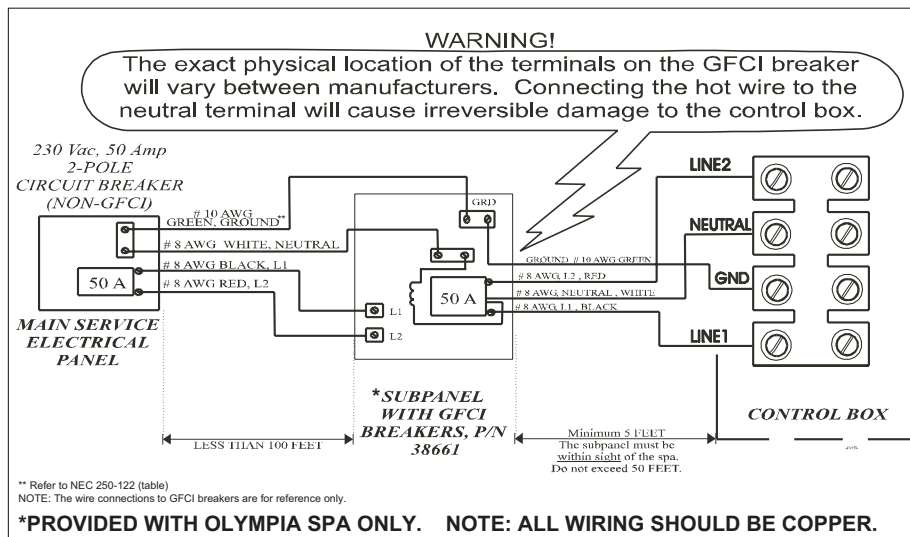 WARNING!
The exact physical location of the terminals on the GFCI breaker
will vary between manufacturers. Connecting the hot wire to the
neutral terminal will cause irreversible damage to the control box.
230 Vac, 50 Amp
2-POLE
CIRCUIT BREAKER
(NON-GFCI)
# 10 AWG
GREEN, GROUND**
# 8 AWG WHITE, NEUTRAL
# 8 AWG BLACK, L1
# 8 AWG RED, L2
50 A
MAIN SERVICE
ELECTRICAL
PANEL
GRD
L1
L2
50 A
GROUND # 10 AWG GREEN
# 8 AWG, L2 , RED
# 8 AWG, NEUTRAL , WHITE
# 8 AWG, L1 , BLACK
LINE2
NEUTRAL
GND
LINE1
*SUBPANEL
WITH GFCI
BREAKERS, P/N
38661
CONTROL BOX
LESS THAN 100 FEET
Minimum 5 FEET
The subpanel must be
within sight of the spa.
Do not exceed 50 FEET.
** Refer to NEC 250-122 (table)
NOTE: The wire connections to GFCI breakers are for reference only.
*PROVIDED WITH OLYMPIA SPA ONLY. NOTE: ALL WIRING SHOULD BE COPPER.